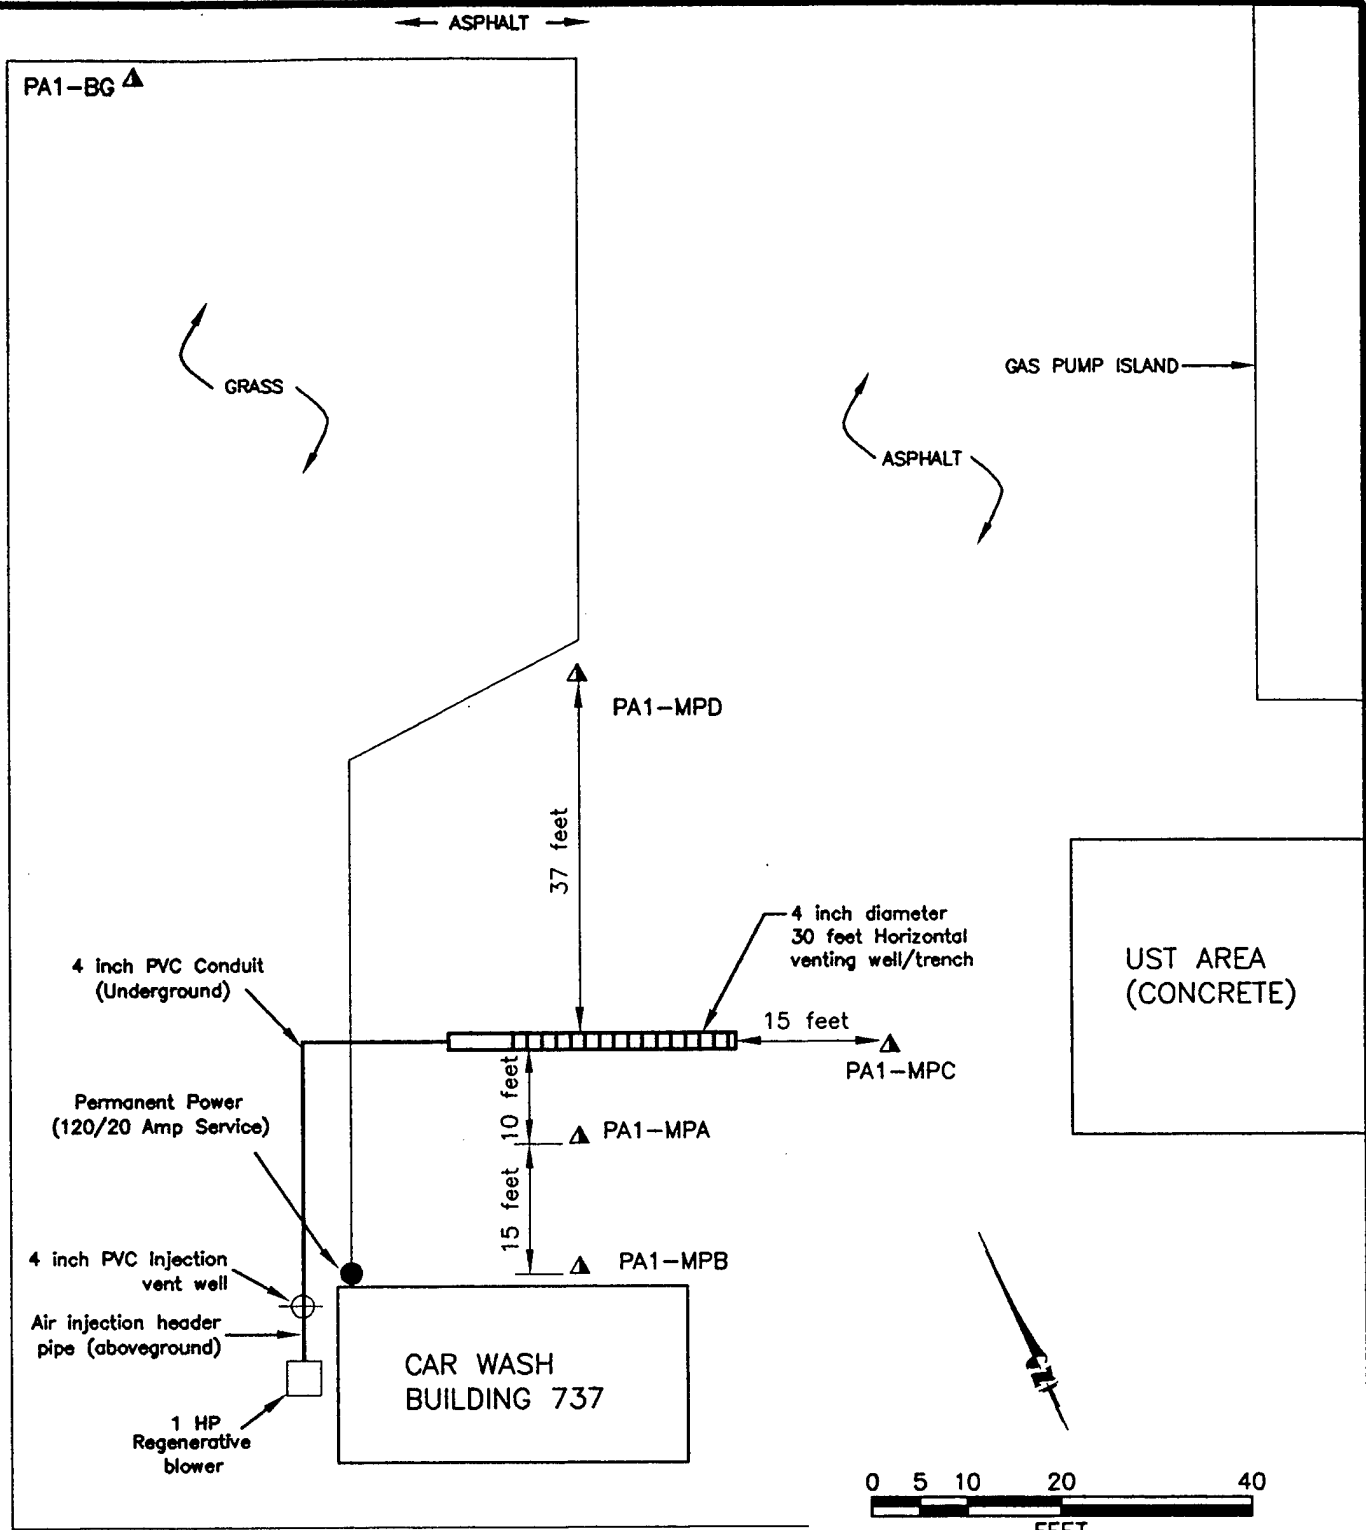 ASPHALT
PA1-BG
GRASS
GAS PUMP ISLAND
ASPHALT
PA1-MPD
37 feet
4 inch diameter
30 feet Horizontal
venting well/trench
4 inch PVC Conduit
(Underground)
UST AREA
(CONCRETE)
15 feet
PA1-MPC
10 feet
Permanent Power
(120/20 Amp Service)
PA1-MPA
15 feet
4 inch PVC Injection
vent well
PA1-MPB
Air injection header
pipe (aboveground)
CAR WASH
BUILDING 737
1 HP
Regenerative
blower
0 5 10 20 40
FEET